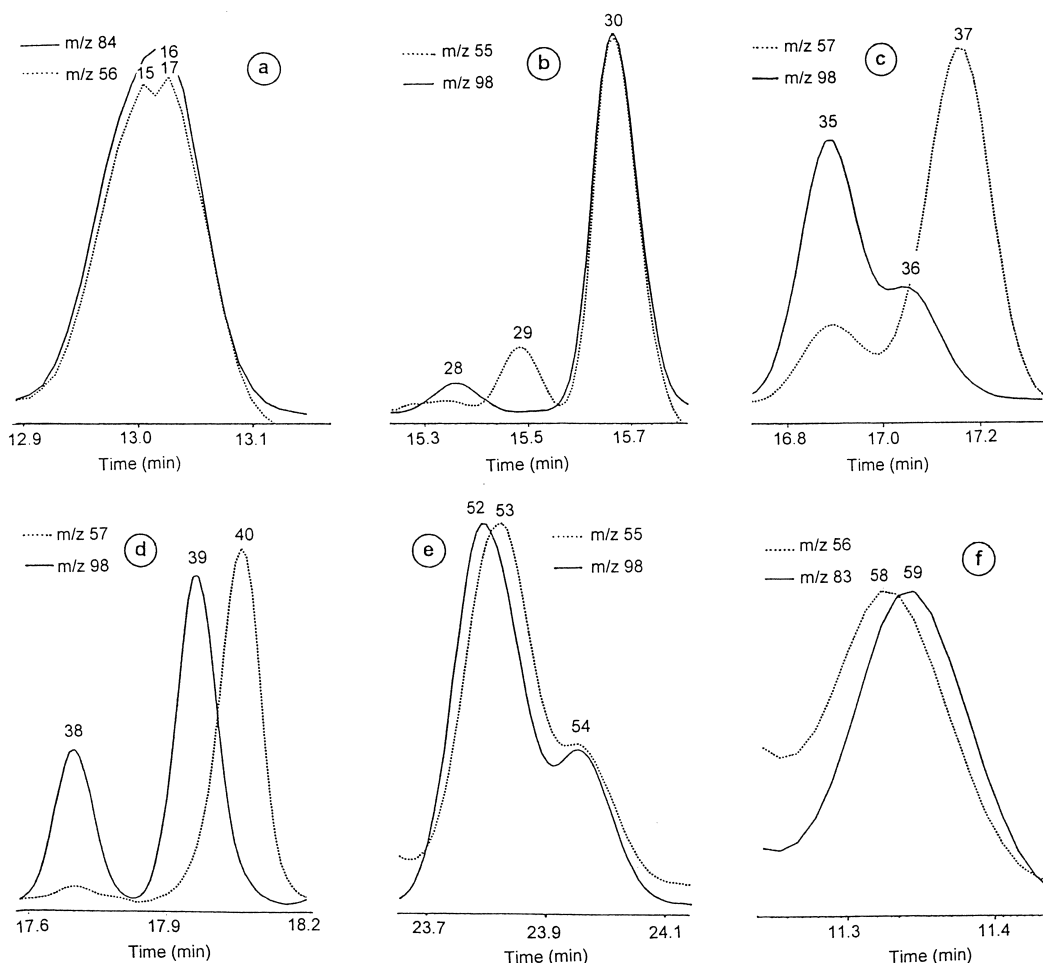 m/z 84
m/z 56
16
15 17
a
12.9 13.0 13.1
Time (min)
m/z 55
m/z 98
b
30
28
29
15.3 15.5 15.7
Time (min)
m/z 57
m/z 98
c
37
35
36
16.8 17.0 17.2
Time (min)
m/z 57
m/z 98
d
40
39
38
17.6 17.9 18.2
Time (min)
52 53
e
m/z 55
m/z 98
54
23.7 23.9 24.1
Time (min)
m/z 56
m/z 83
f
58 59
11.3 11.4
Time (min)